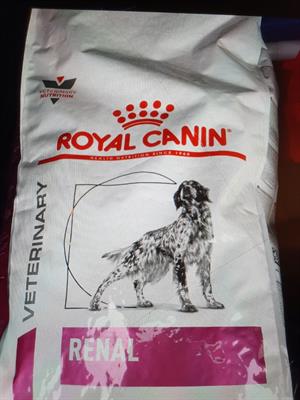 VETERINARY
NUTRITION
ROYAL CANIN
HEALTH NUTRITION SINCE 1968
VETERINARY
RENAL